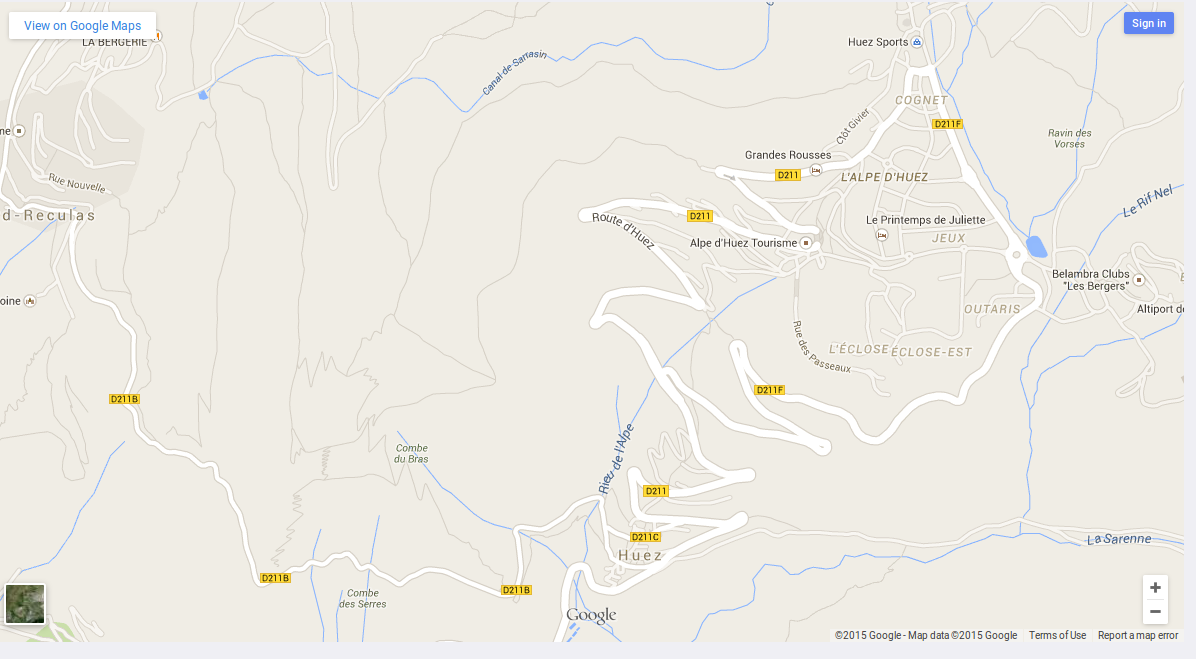 View on Google Maps
Sign in
LA BERGERIE
Huez Sports
Canal de Sarrasin
COGNET
D211F
Clôt Givier
Ravin des
Vorsès
Grandes Rousses
D211
L'ALPE D'HUEZ
Rue Nouvelle
Le Rif Nel
d-Reculas
Route d'Huez
D211
Le Printemps de Juliette
Alpe d'Huez Tourisme
JEUX
Belambra Clubs
"Les Bergers"
oine
OUTARIS
Altiport de
Rue des Passeaux
L'ÉCLOSE
ÉCLOSE-EST
D211F
D211B
Combe
du Bras
Rieu de l'Alpe
D211
D211C
La Sarenne
Huez
D211B
D211B
Combe
des Serres
Google
+
−
©2015 Google - Map data ©2015 Google
Terms of Use
Report a map error